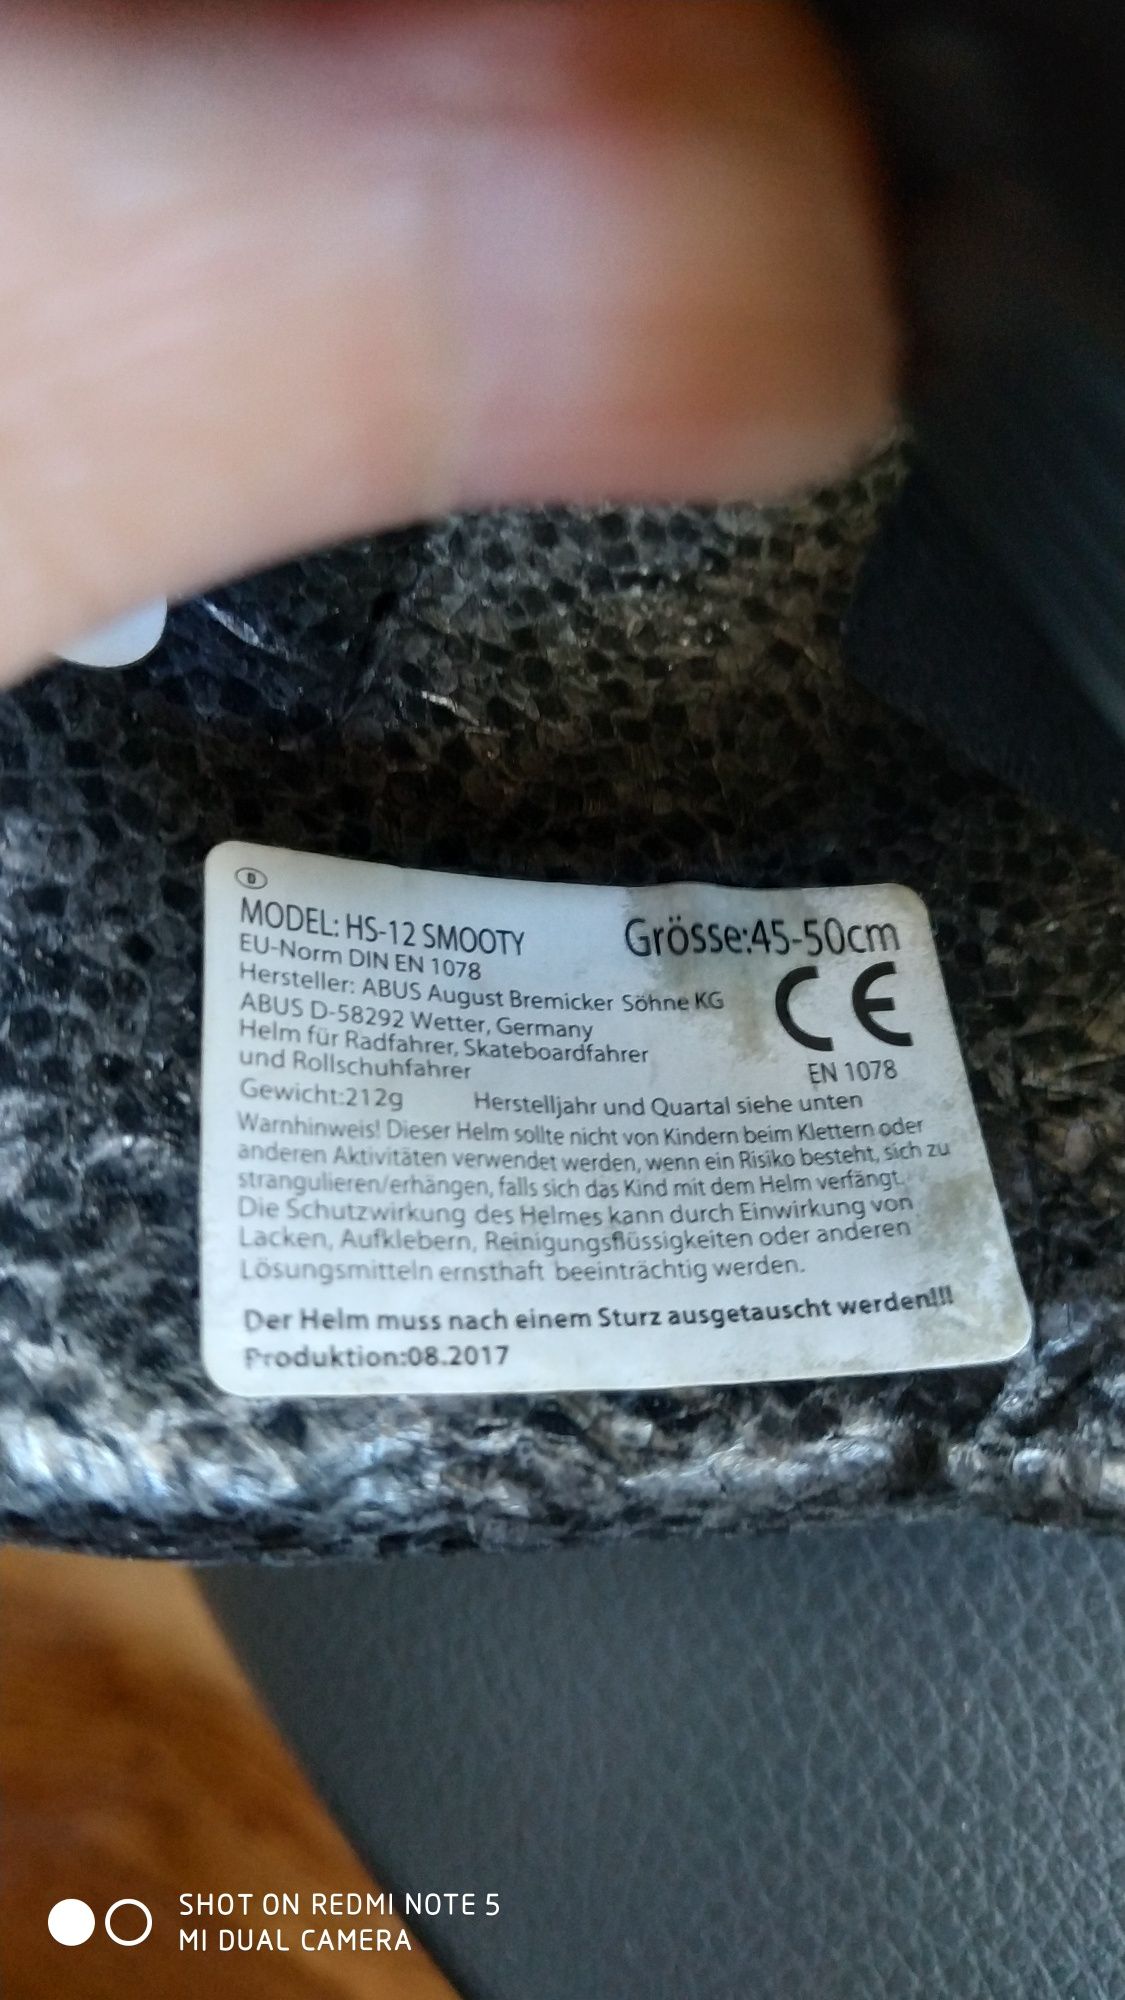 D
MODEL: HS-12 SMOOTY
Grösse:45-50cm
EU-Norm DIN EN 1078
Hersteller: ABUS August Bremicker Söhne KG
ABUS D-58292 Wetter, Germany
Helm für Radfahrer, Skateboardfahrer
und Rollschuhfahrer
CE
EN 1078
Gewicht:212g Herstelljahr und Quartal siehe unten
Warnhinweis! Dieser Helm sollte nicht von Kindern beim Klettern oder
anderen Aktivitäten verwendet werden, wenn ein Risiko besteht, sich zu
strangulieren/erhängen, falls sich das Kind mit dem Helm verfängt.
Die Schutzwirkung des Helmes kann durch Einwirkung von
Lacken, Aufklebern, Reinigungsflüssigkeiten oder anderen
Lösungsmitteln ernsthaft beeinträchtig werden.
Der Helm muss nach einem Sturz ausgetauscht werden!!!
Produktion:08.2017
SHOT ON REDMI NOTE 5
MI DUAL CAMERA